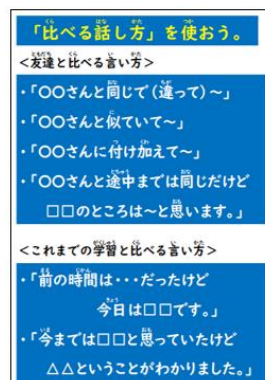 「比べる話し方」を使おう。
<友達と比べる言い方>
・「〇〇さんと同じで(違って)～」
・「〇〇さんと似ていて～」
・「〇〇さんに付け加えて～」
・「〇〇さんと途中までは同じだけど
□□のところは～と思います。」
<これまでの学習と比べる言い方>
・「前の時間は・・・だったけど
今日は□□です。」
・「今までは□□と思っていたけど
△△ということがわかりました。」